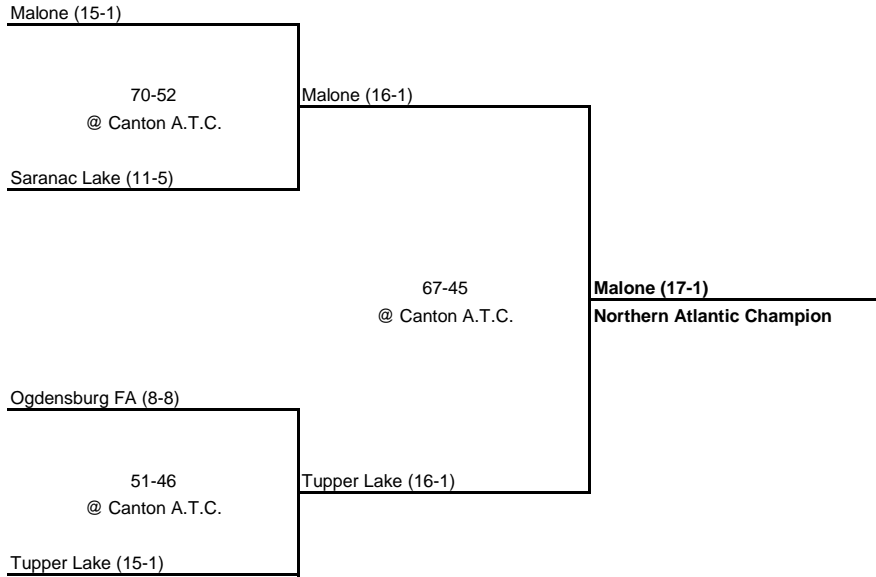 Malone (15-1)
70-52
@ Canton A.T.C.
Malone (16-1)
Saranac Lake (11-5)
67-45
@ Canton A.T.C.
Malone (17-1)
Northern Atlantic Champion
Ogdensburg FA (8-8)
51-46
@ Canton A.T.C.
Tupper Lake (16-1)
Tupper Lake (15-1)